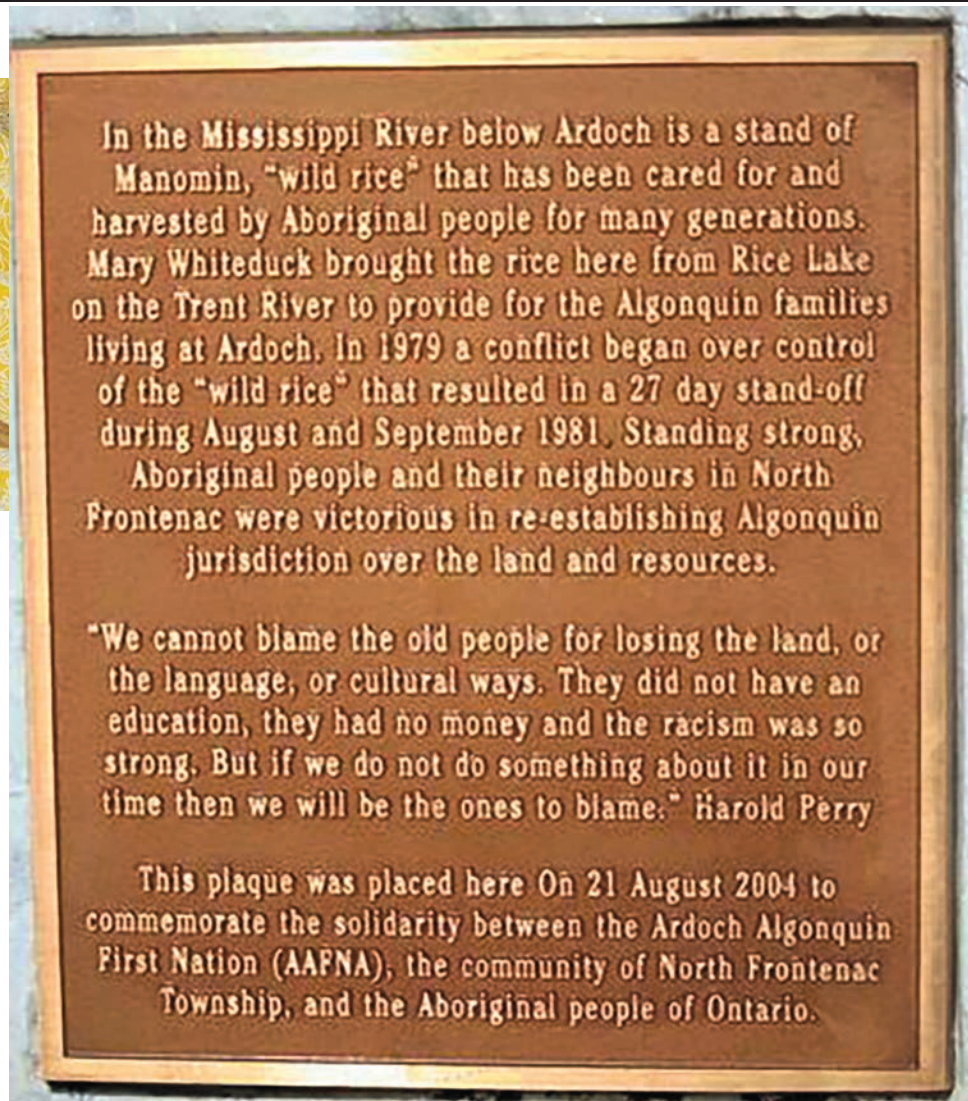 In the Mississippi River below Ardoch is a stand of
Manomin, "wild rice" that has been cared for and
harvested by Aboriginal people for many generations.
Mary Whiteduck brought the rice here from Rice Lake
on the Trent River to provide for the Algonquin families
living at Ardoch. In 1979 a conflict began over control
of the "wild rice" that resulted in a 27 day stand-off
during August and September 1981. Standing strong,
Aboriginal people and their neighbours in North
Frontenac were victorious in re-establishing Algonquin
jurisdiction over the land and resources.
"We cannot blame the old people for losing the land, or
the language, or cultural ways. They did not have an
education, they had no money and the racism was so
strong. But if we do not do something about it in our
time then we will be the ones to blame." Harold Perry
This plaque was placed here On 21 August 2004 to
commemorate the solidarity between the Ardoch Algonquin
First Nation (AAFNA), the community of North Frontenac
Township, and the Aboriginal people of Ontario.